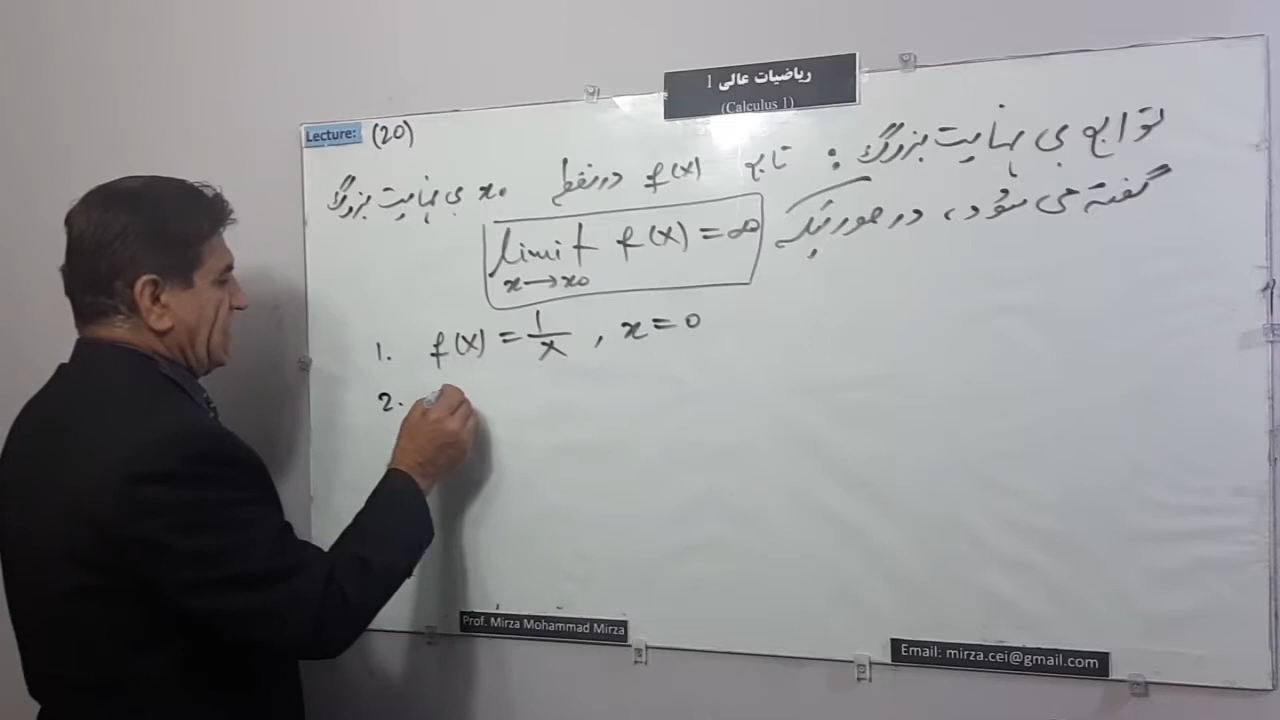 ریاضیات عالی 1
(Calculus 1)
Lecture: (20)
توابع بی نهایت بزرگ: تابع f(x) در نقطه x0 بی نهایت بزرگ
گفته می شود، در صورتیکه limit f(x) = ∞
x→x0
1. f(x) = 1/x , x=0
2.
Prof. Mirza Mohammad Mirza
Email: mirza.cei@gmail.com